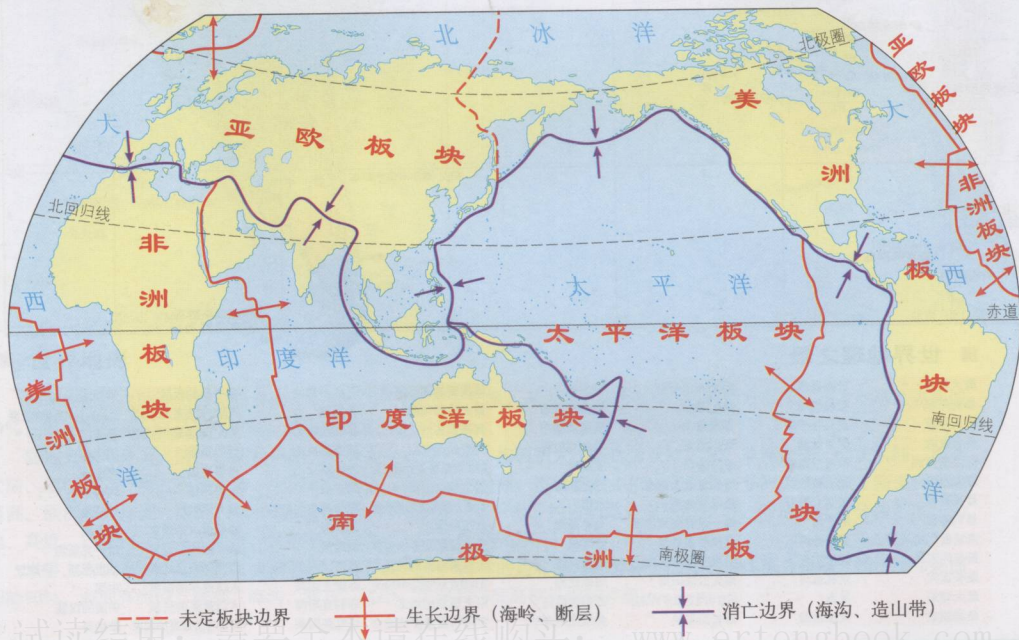 北冰洋
北极圈
亚欧板块
大
亚欧板块
美
洲
板
块
大
西
洋
非洲板块
北回归线
非洲板块
西
洋
太平洋
太平洋板块
赤道
印度洋
印度洋板块
美洲板块
南回归线
南极洲板块
南极圈
未定板块边界
生长边界（海岭、断层）
消亡边界（海沟、造山带）